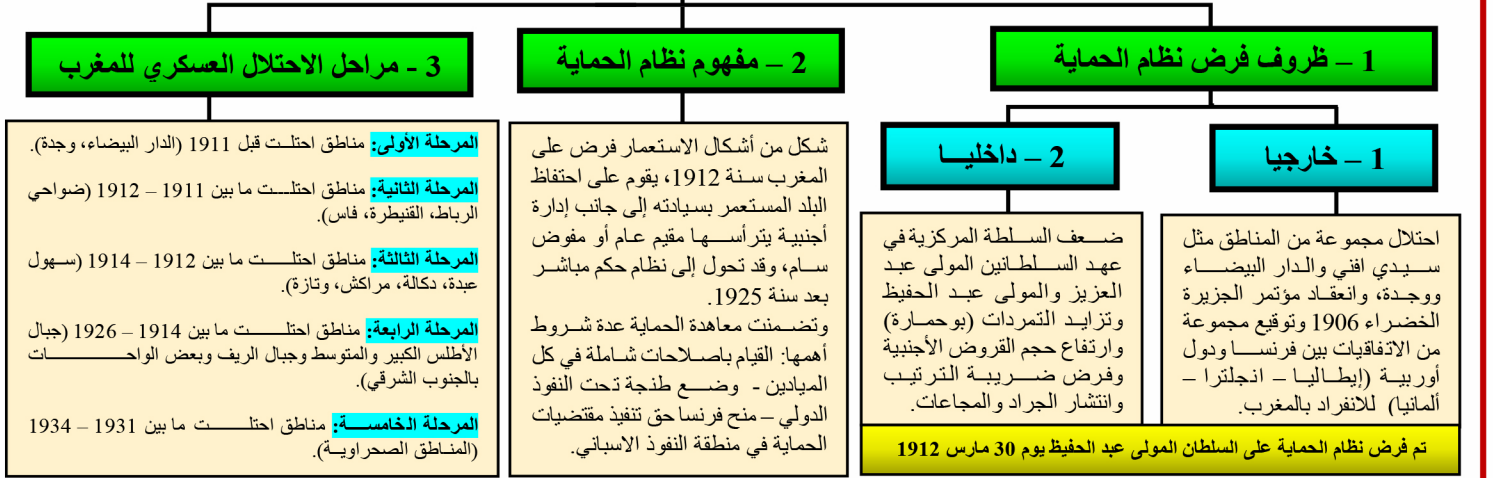 1 – ظروف فرض نظام الحماية
1 – خارجيا
احتلال مجموعة من المناطق مثل
سيدي افني والدار البيضاء
ووجدة، وانعقاد مؤتمر الجزيرة
الخضراء 1906 وتوقيع مجموعة
من الاتفاقيات بين فرنسا ودول
أوربية (إيطاليا – انجلترا –
ألمانيا) للانفراد بالمغرب.
2 – داخليا
ضعف السلطة المركزية في
عهد السلطانين المولى عبد
العزيز والمولى عبد الحفيظ
وتزايد التمردات (بوحمارة)
وارتفاع حجم القروض الأجنبية
وفرض ضريبة الترتيب
وانتشار الجراد والمجاعات.
تم فرض نظام الحماية على السلطان المولى عبد الحفيظ يوم 30 مارس 1912
2 – مفهوم نظام الحماية
شكل من أشكال الاستعمار فرض على
المغرب سنة 1912، يقوم على احتفاظ
البلد المستعمر بسيادته إلى جانب إدارة
أجنبية يترأسها مقيم عام أو مفوض
سام، وقد تحول إلى نظام حكم مباشر
بعد سنة 1925.
وتضمنت معاهدة الحماية عدة شروط
أهمها: القيام باصلاحات شاملة في كل
الميادين - وضع طنجة تحت النفوذ
الدولي – منح فرنسا حق تنفيذ مقتضيات
الحماية في منطقة النفوذ الاسباني.
3 - مراحل الاحتلال العسكري للمغرب
المرحلة الأولى: مناطق احتلت قبل 1911 (الدار البيضاء، وجدة).
المرحلة الثانية: مناطق احتلت ما بين 1911 – 1912 (ضواحي
الرباط، القنيطرة، فاس).
المرحلة الثالثة: مناطق احتلت ما بين 1912 – 1914 (سهول
عبدة، دكالة، مراكش، وتازة).
المرحلة الرابعة: مناطق احتلت ما بين 1914 – 1926 (جبال
الأطلس الكبير والمتوسط وجبال الريف وبعض الواحات
بالجنوب الشرقي).
المرحلة الخامسة: مناطق احتلت ما بين 1931 – 1934
(المناطق الصحراوية).